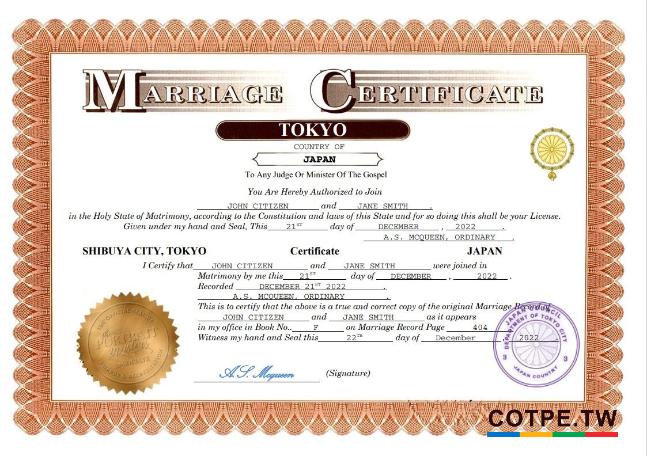 MARRIAGE CERTIFICATE
TOKYO
COUNTRY OF
JAPAN
To Any Judge Or Minister Of The Gospel
You Are Hereby Authorized to Join
JOHN CITIZEN and JANE SMITH ,
in the Holy State of Matrimony, according to the Constitution and laws of this State and for so doing this shall be your License.
Given under my hand and Seal, This 21ST day of DECEMBER , 2022 .
A.S. MCQUEEN, ORDINARY .
SHIBUYA CITY, TOKYO Certificate JAPAN
I Certify that JOHN CITIZEN and JANE SMITH were joined in
Matrimony by me this 21ST day of DECEMBER , 2022 .
Recorded DECEMBER 21ST 2022 .
A.S. MCQUEEN, ORDINARY .
This is to certify that the above is a true and correct copy of the original Marriage Recorded
JOHN CITIZEN and JANE SMITH as it appears
in my office in Book No.. F on Marriage Record Page 404
Witness my hand and Seal this 22th day of December , 2022 .
A.S. Mcqueen (Signature)
JAPAN COUNCIL
DEPARTMENT OF TOKYO CITY
3 3
JAPAN COUNTRY
COTPE.TW